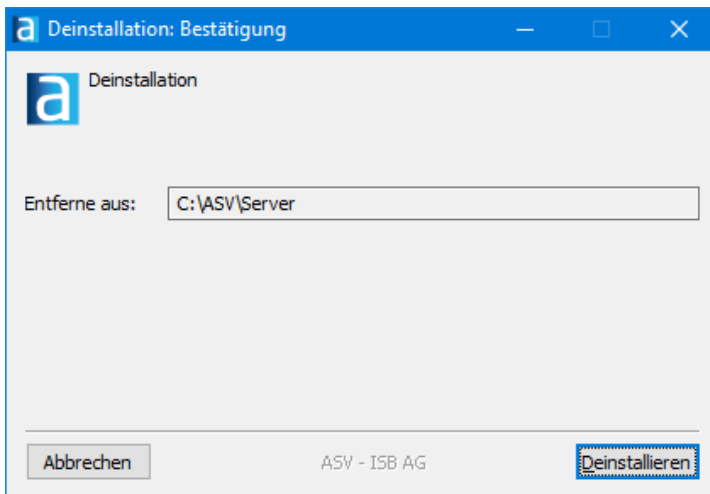 a Deinstallation: Bestätigung
a Deinstallation
Entferne aus: C:\ASV\Server
Abbrechen ASV - ISB AG Deinstallieren